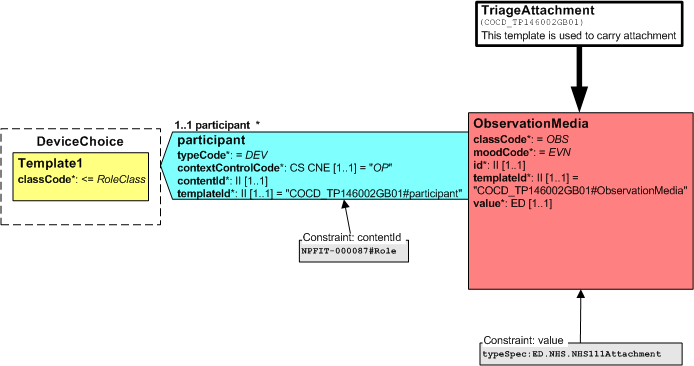 TriageAttachment
(COCD_TP146002GB01)
This template is used to carry attachment
1..1 participant *
DeviceChoice
Template1
classCode*: <= RoleClass
participant
typeCode*: = DEV
contextControlCode*: CS CNE [1..1] = "OP"
contentId*: II [1..1]
templateId*: II [1..1] = "COCD_TP146002GB01#participant"
ObservationMedia
classCode*: = OBS
moodCode*: = EVN
id*: II [1..1]
templateId*: II [1..1] =
"COCD_TP146002GB01#ObservationMedia"
value*: ED [1..1]
Constraint: contentId
NPFIT-000087#Role
Constraint: value
typeSpec:ED.NHS.NHS111Attachment